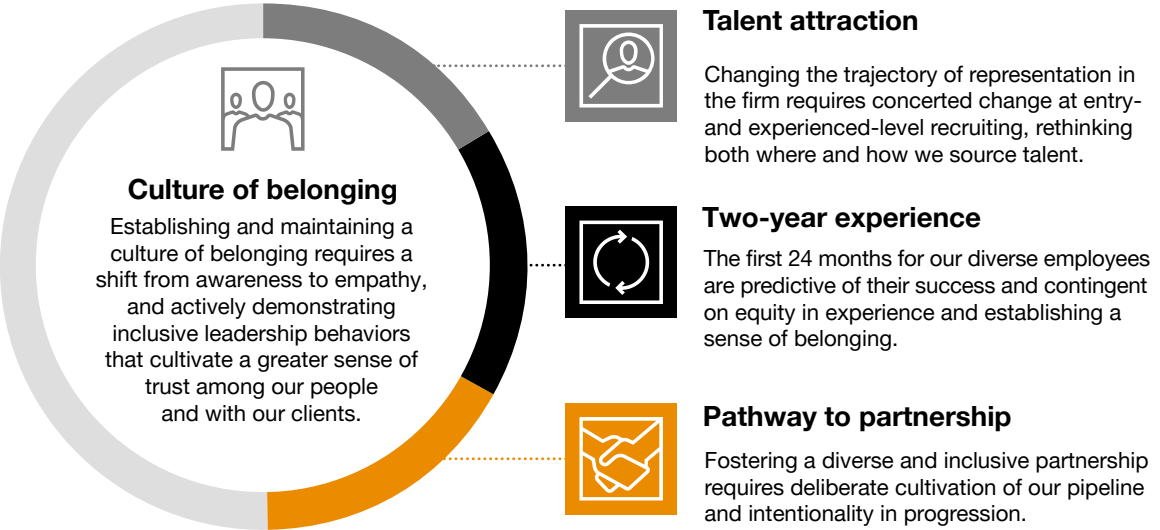 Culture of belonging
Establishing and maintaining a
culture of belonging requires a
shift from awareness to empathy,
and actively demonstrating
inclusive leadership behaviors
that cultivate a greater sense of
trust among our people
and with our clients.
Talent attraction
Changing the trajectory of representation in
the firm requires concerted change at entry-
and experienced-level recruiting, rethinking
both where and how we source talent.
Two-year experience
The first 24 months for our diverse employees
are predictive of their success and contingent
on equity in experience and establishing a
sense of belonging.
Pathway to partnership
Fostering a diverse and inclusive partnership
requires deliberate cultivation of our pipeline
and intentionality in progression.